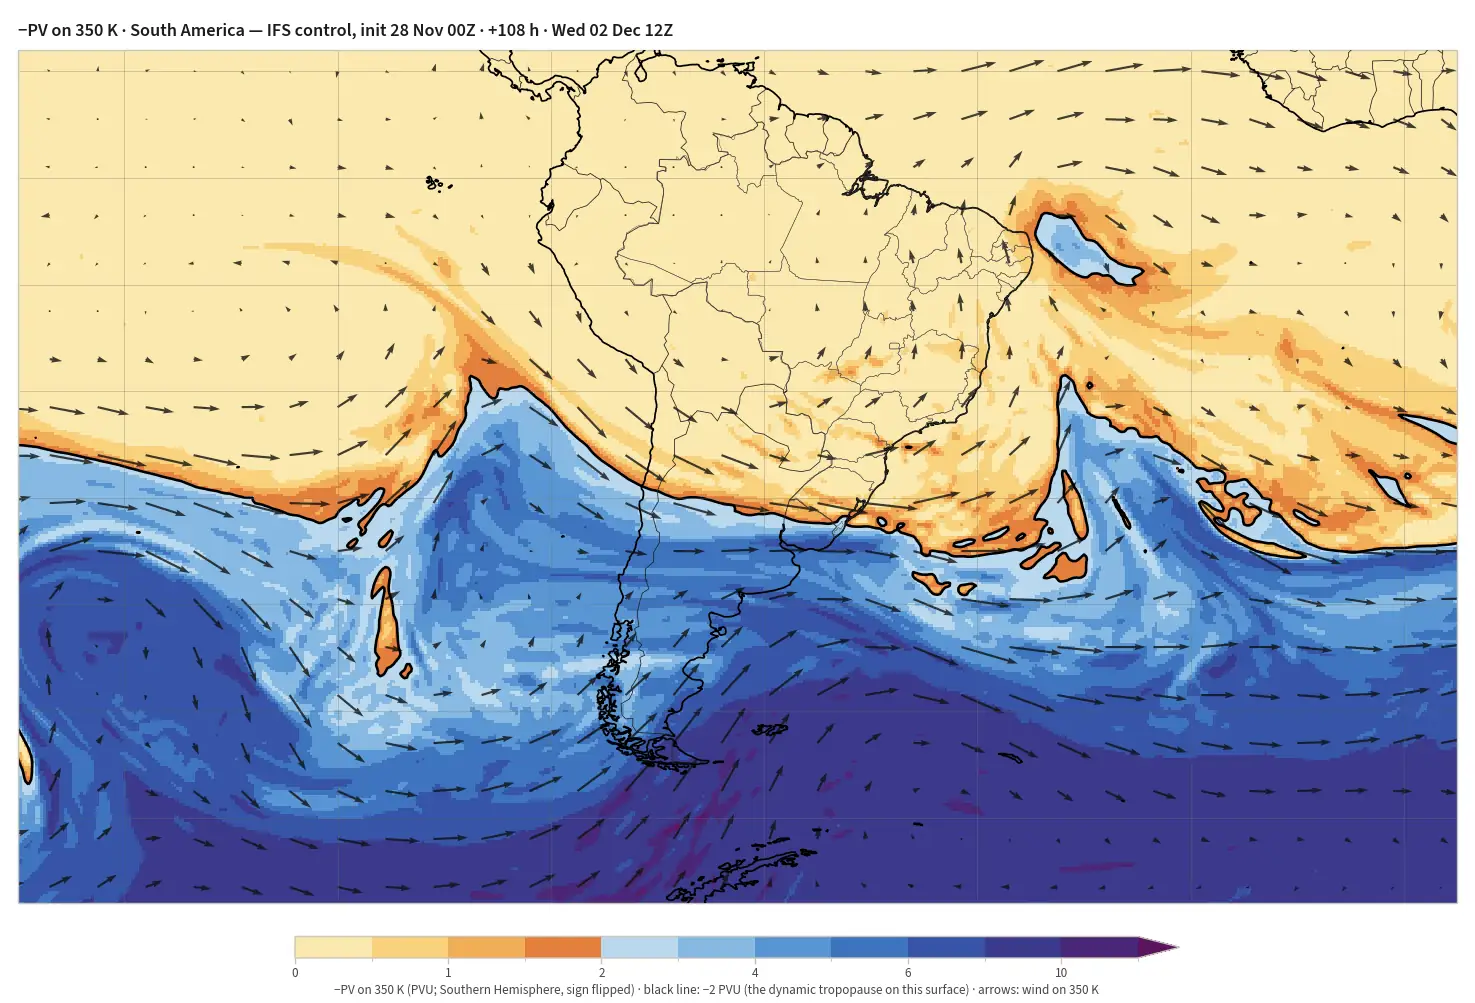 −PV on 350 K · South America — IFS control, init 28 Nov 00Z · +108 h · Wed 02 Dec 12Z
0 1 2 4 6 10
−PV on 350 K (PVU; Southern Hemisphere, sign flipped) · black line: −2 PVU (the dynamic tropopause on this surface) · arrows: wind on 350 K